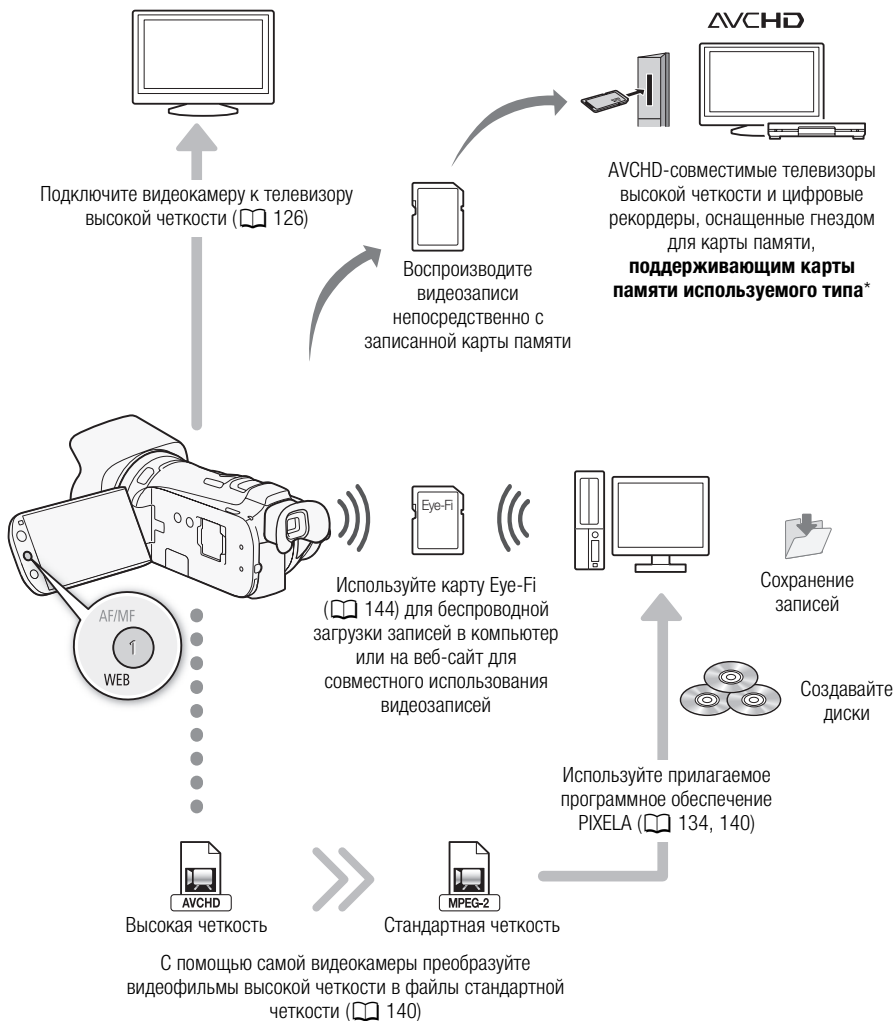 AVCHD
Подключите видеокамеру к телевизору
высокой четкости ( 126)
AVCHD-совместимые телевизоры
высокой четкости и цифровые
рекордеры, оснащенные гнездом
для карты памяти,
поддерживающим карты
памяти используемого типа*
Воспроизводите
видеозаписи
непосредственно с
записанной карты памяти
Eye-Fi
Используйте карту Eye-Fi
( 144) для беспроводной
загрузки записей в компьютер
или на веб-сайт для
совместного использования
видеозаписей
Сохранение
записей
AF/MF
1
WEB
Создавайте
диски
Используйте прилагаемое
программное обеспечение
PIXELA ( 134, 140)
AVCHD
Высокая четкость
MPEG-2
Стандартная четкость
С помощью самой видеокамеры преобразуйте
видеофильмы высокой четкости в файлы стандартной
четкости ( 140)